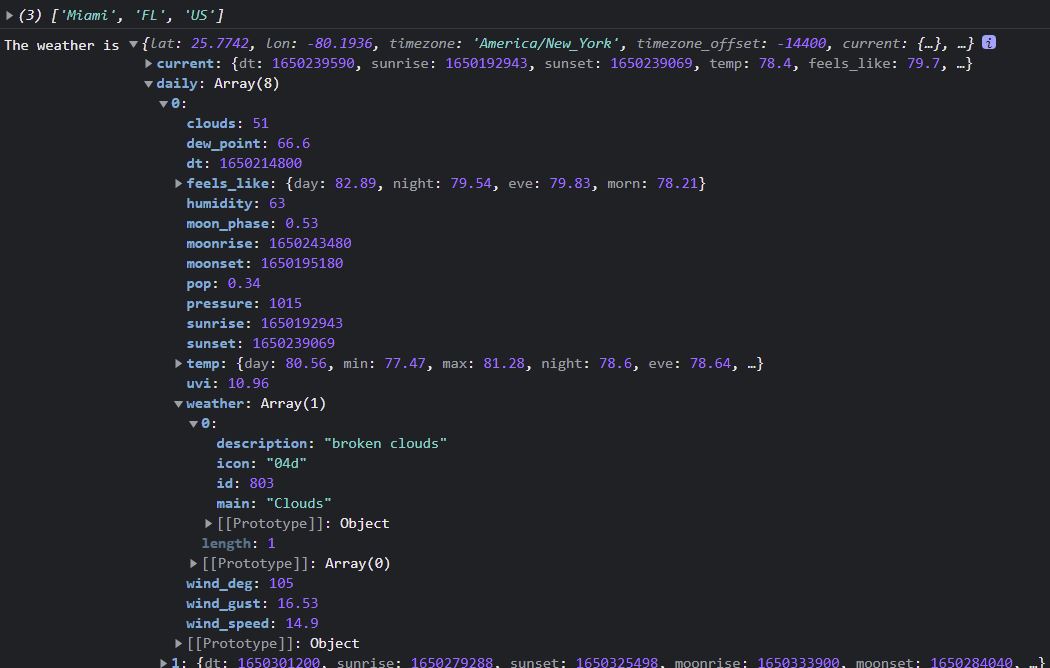 (3) ['Miami', 'FL', 'US']
The weather is {lat: 25.7742, lon: -80.1936, timezone: 'America/New_York', timezone_offset: -14400, current: {…}, …} i
current: {dt: 1650239590, sunrise: 1650192943, sunset: 1650239069, temp: 78.4, feels_like: 79.7, …}
daily: Array(8)
0:
clouds: 51
dew_point: 66.6
dt: 1650214800
feels_like: {day: 82.89, night: 79.54, eve: 79.83, morn: 78.21}
humidity: 63
moon_phase: 0.53
moonrise: 1650243480
moonset: 1650195180
pop: 0.34
pressure: 1015
sunrise: 1650192943
sunset: 1650239069
temp: {day: 80.56, min: 77.47, max: 81.28, night: 78.6, eve: 78.64, …}
uvi: 10.96
weather: Array(1)
0:
description: "broken clouds"
icon: "04d"
id: 803
main: "Clouds"
[[Prototype]]: Object
length: 1
[[Prototype]]: Array(0)
wind_deg: 105
wind_gust: 16.53
wind_speed: 14.9
[[Prototype]]: Object
1: {dt: 1650301200, sunrise: 1650279288, sunset: 1650325498, moonrise: 1650333900, moonset: 1650284040, …}